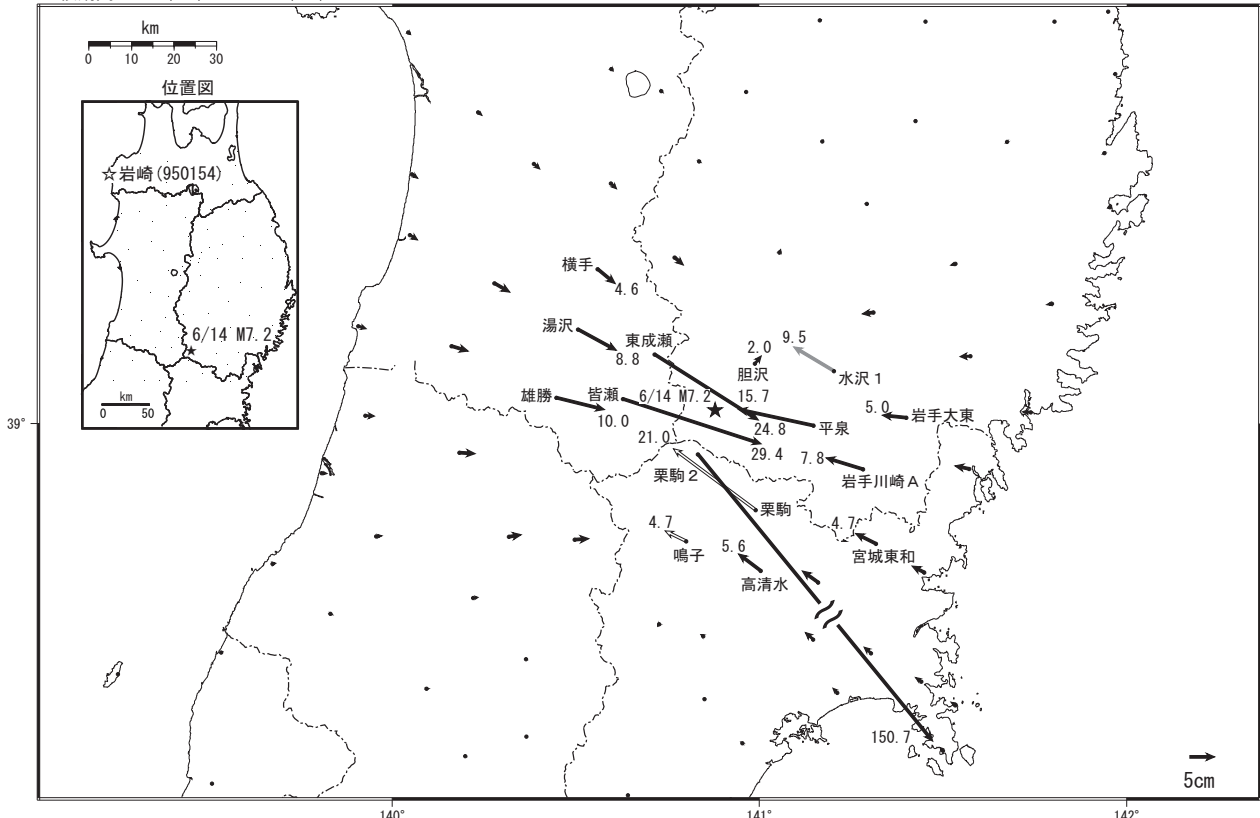 km
0 10 20 30
位置図
☆岩崎(950154)
6/14 M7.2
km
0 50
横手
4.6
湯沢
8.8
東成瀬
2.0
胆沢
9.5
水沢1
雄勝
10.0
皆瀬
6/14 M7.2
15.7
24.8
平泉
5.0
岩手大東
39°
21.0
29.4
7.8
岩手川崎A
栗駒2
栗駒
4.7
鳴子
5.6
高清水
4.7
宮城東和
150.7
5cm
140°
141°
142°